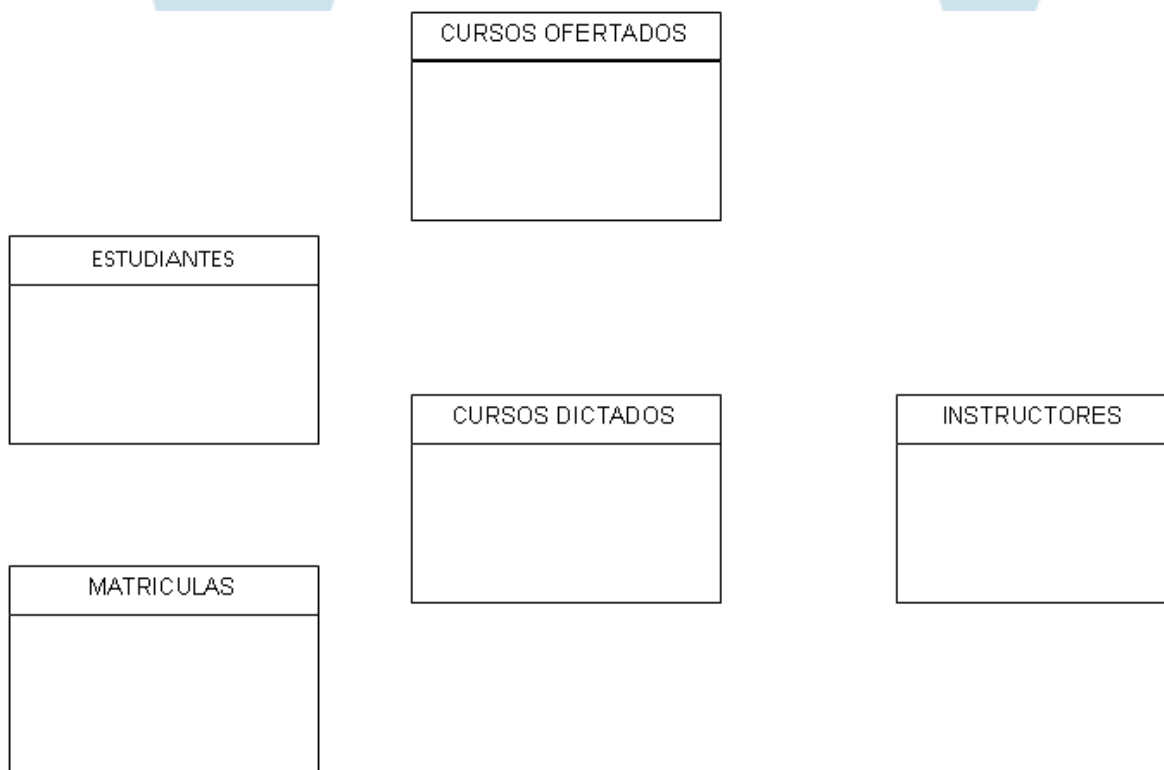 CURSOS OFERTADOS
ESTUDIANTES
CURSOS DICTADOS
INSTRUCTORES
MATRICULAS